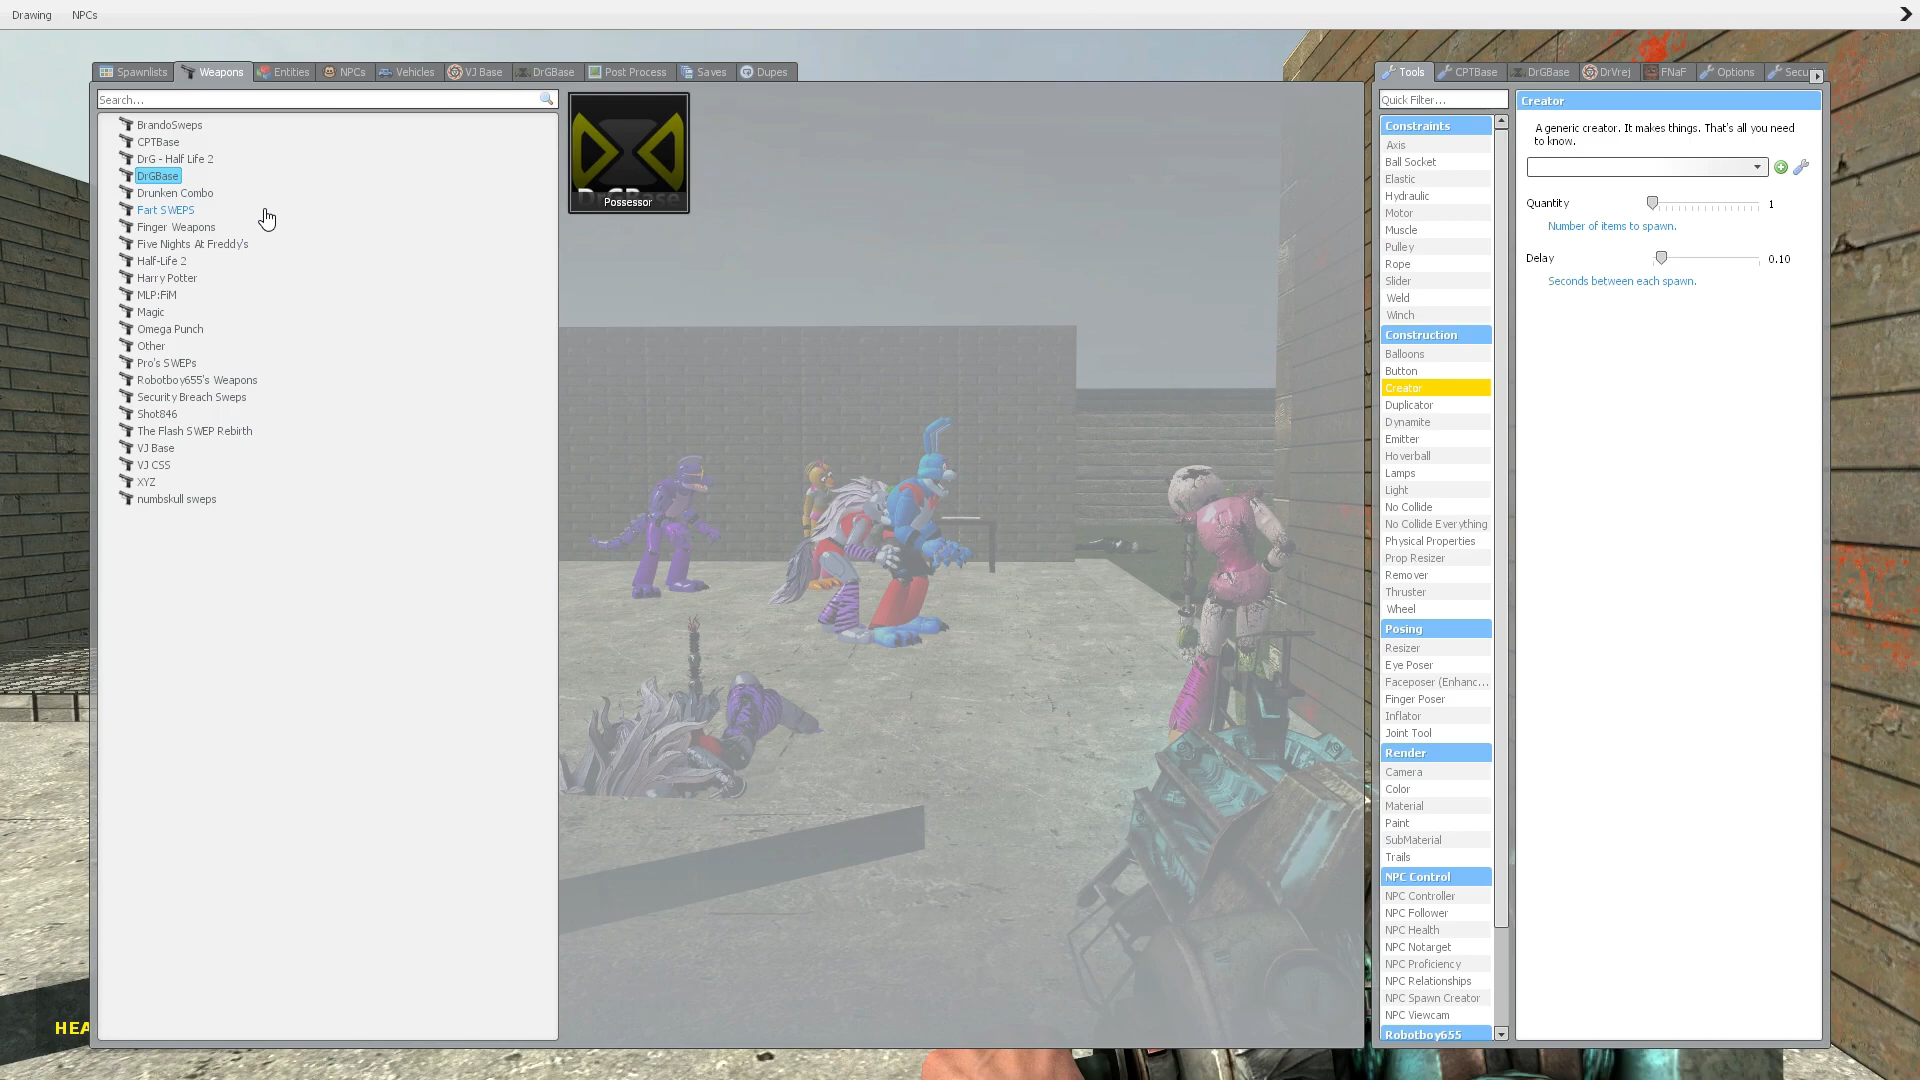 Drawing NPCs
Spawnlists Weapons Entities NPCs Vehicles VJ Base DrGBase Post Process Saves Dupes
Search...
BrandoSweps
CPTBase
DrG - Half Life 2
DrGBase
Drunken Combo
Fart SWEPS
Finger Weapons
Five Nights At Freddy's
Half-Life 2
Harry Potter
MLP:FiM
Magic
Omega Punch
Other
Pro's SWEPs
Robotboy655's Weapons
Security Breach Sweps
Shot846
The Flash SWEP Rebirth
VJ Base
VJ CSS
XYZ
numbskull sweps
DrGBase
Possessor
Tools CPTBase DrGBase DrVrej FNaF Options Secu
Quick Filter...
Constraints
Axis
Ball Socket
Elastic
Hydraulic
Motor
Muscle
Pulley
Rope
Slider
Weld
Winch
Construction
Balloons
Button
Creator
Duplicator
Dynamite
Emitter
Hoverball
Lamps
Light
No Collide
No Collide Everything
Physical Properties
Prop Resizer
Remover
Thruster
Wheel
Posing
Resizer
Eye Poser
Faceposer (Enhanc...
Finger Poser
Inflator
Joint Tool
Render
Camera
Color
Material
Paint
SubMaterial
Trails
NPC Control
NPC Controller
NPC Follower
NPC Health
NPC Notarget
NPC Proficiency
NPC Relationships
NPC Spawn Creator
NPC Viewcam
Robotboy655
Creator
A generic creator. It makes things. That's all you need
to know.
Quantity 1
Number of items to spawn.
Delay 0.10
Seconds between each spawn.
HEA